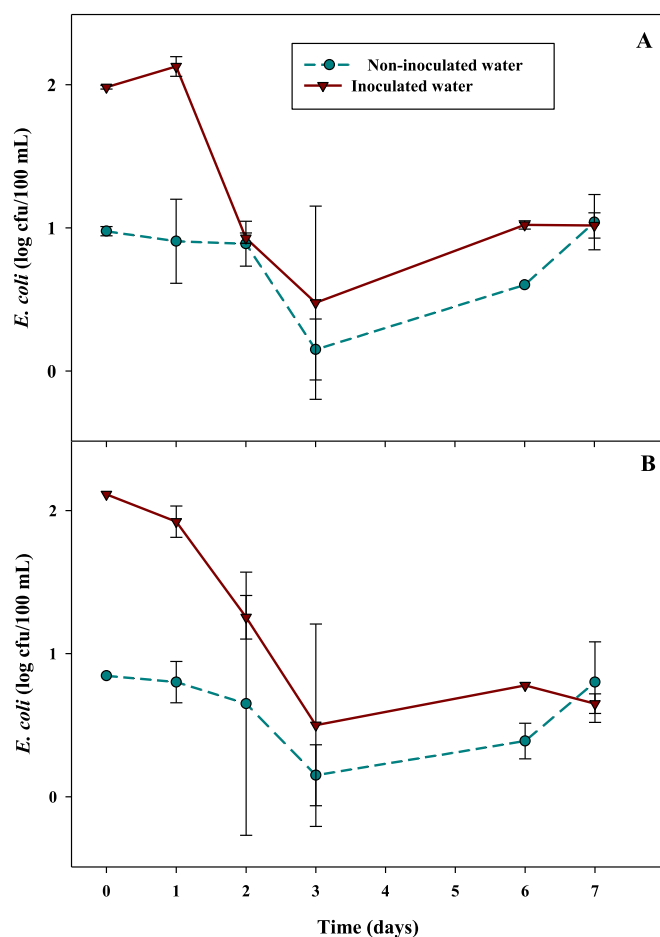 A
Non-inoculated water
Inoculated water
2
1
0
E. coli (log cfu/100 mL)
B
2
1
0
E. coli (log cfu/100 mL)
0 1 2 3 4 5 6 7
Time (days)